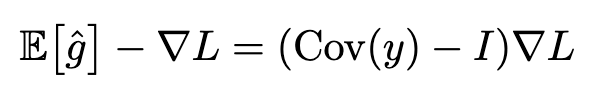 𝔼[ĝ] − ∇L = (Cov(y) − I)∇L